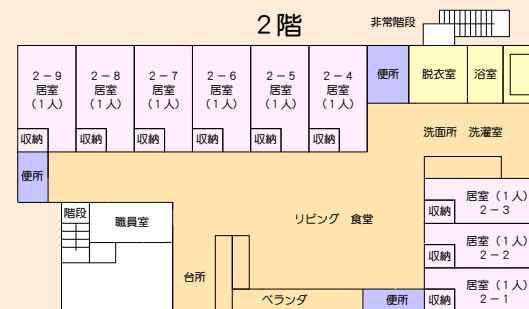 2階
非常階段
2-9
居室
(1人)
2-8
居室
(1人)
2-7
居室
(1人)
2-6
居室
(1人)
2-5
居室
(1人)
2-4
居室
(1人)
便所
脱衣室
浴室
収納
収納
収納
収納
収納
収納
洗面所 洗濯室
便所
居室(1人)
2-3
収納
階段
職員室
リビング 食堂
居室(1人)
2-2
収納
台所
居室(1人)
2-1
収納
ベランダ
便所